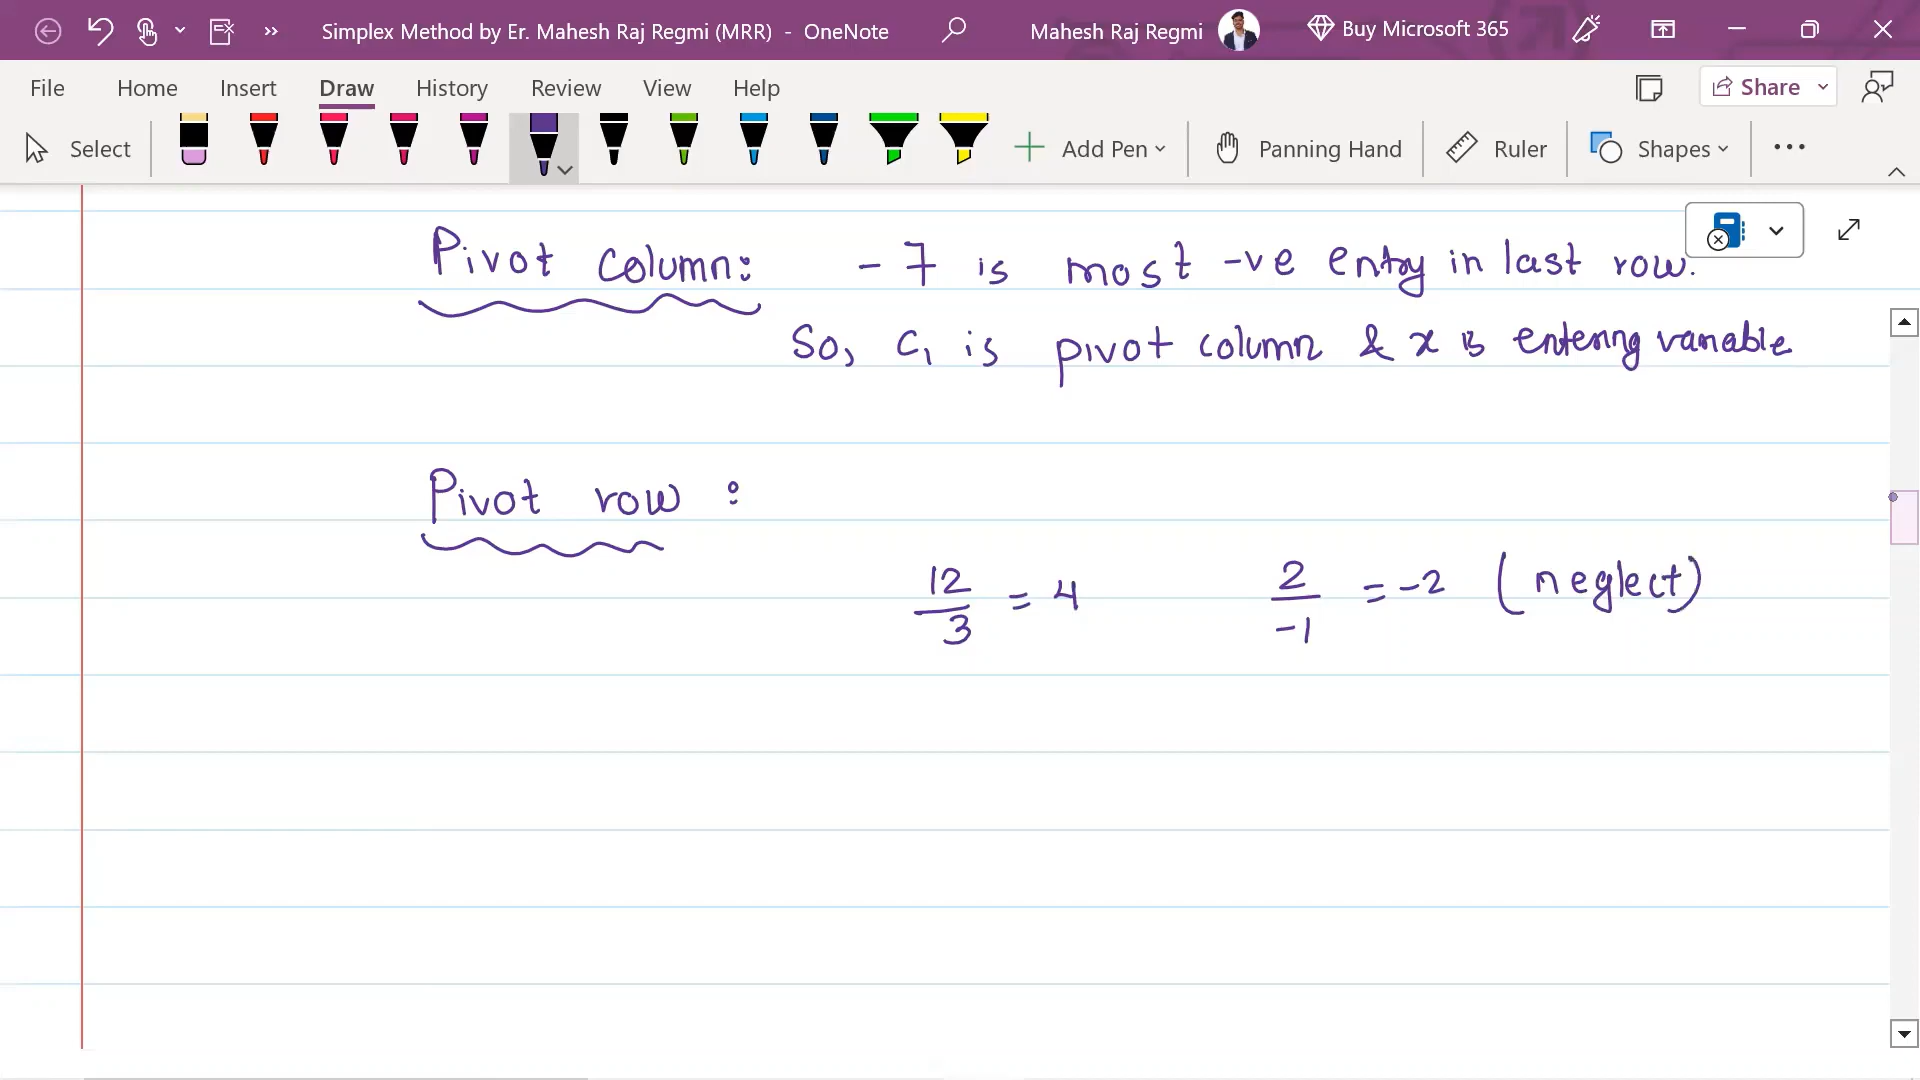 Simplex Method by Er. Mahesh Raj Regmi (MRR) - OneNote
Mahesh Raj Regmi
Buy Microsoft 365
File Home Insert Draw History Review View Help
Share
Select
Add Pen
Panning Hand
Ruler
Shapes
Pivot column: -7 is most -ve entry in last row.
So, C₁ is pivot column & x is entering variable
Pivot row :
12/3 = 4 2/-1 = -2 (neglect)